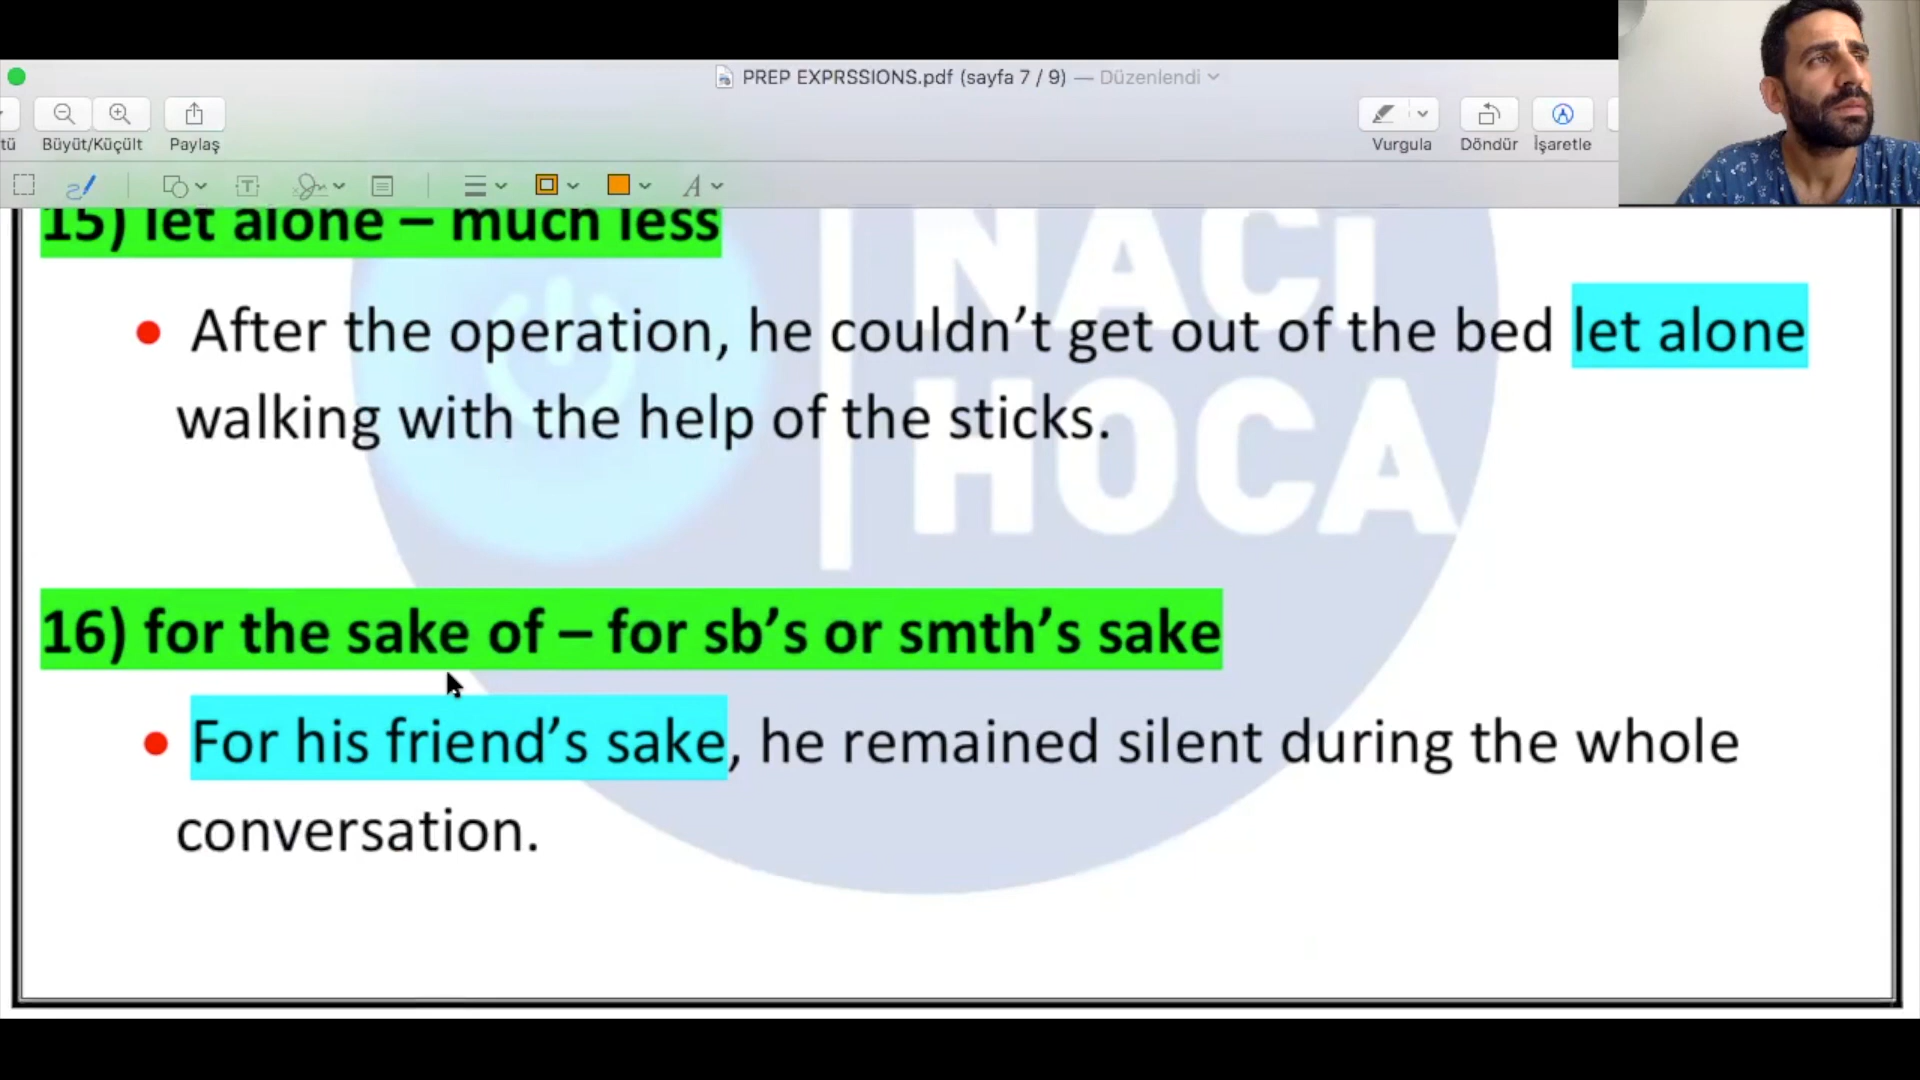 PREP EXPRSSIONS.pdf (sayfa 7 / 9) — Düzenlendi
tü Büyüt/Küçült Paylaş Vurgula Döndür İşaretle
15) let alone – much less
NACİ
HOCA
• After the operation, he couldn’t get out of the bed let alone
walking with the help of the sticks.
16) for the sake of – for sb’s or smth’s sake
• For his friend’s sake, he remained silent during the whole
conversation.